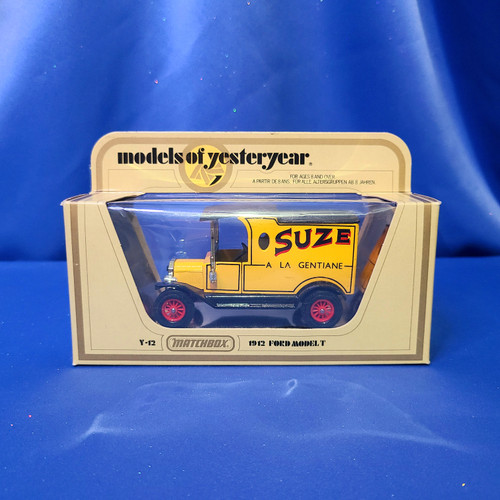 models of yesteryear®
FOR AGES 8 AND OVER.
A PARTIR DE 8 ANS. FÜR ALLE ALTERSGRUPPEN AB 8 JAHREN.
SUZE
A LA GENTIANE
Y-12 MATCHBOX® 1912 FORD MODEL T